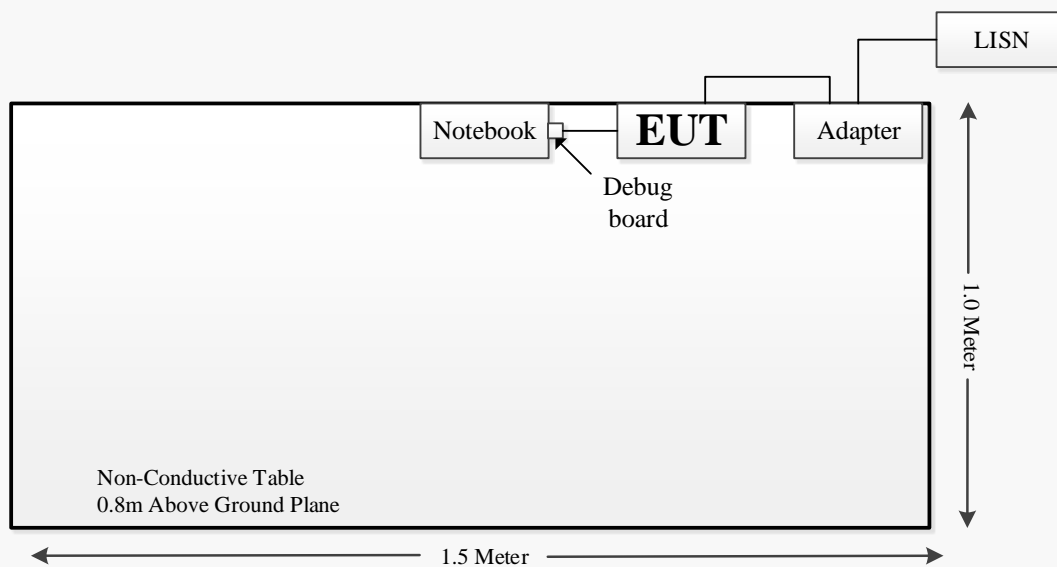 LISN
Notebook
EUT
Adapter
Debug
board
1.0 Meter
Non-Conductive Table
0.8m Above Ground Plane
1.5 Meter